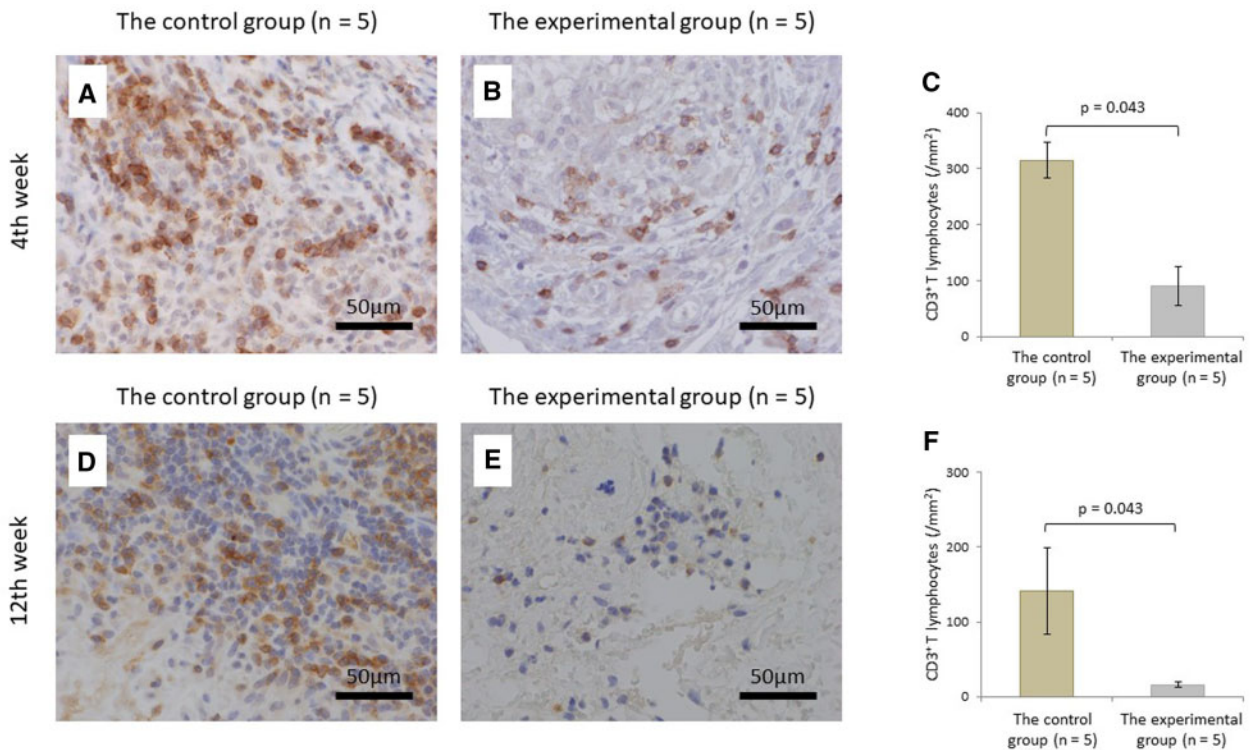 The control group (n = 5)
The experimental group (n = 5)
4th week
A
50μm
B
50μm
C
p = 0.043
CD3⁺ T lymphocytes (/mm²)
400
300
200
100
0
The control
group (n = 5)
The experimental
group (n = 5)
The control group (n = 5)
The experimental group (n = 5)
12th week
D
50μm
E
50μm
F
p = 0.043
CD3⁺ T lymphocytes (/mm²)
300
200
100
0
The control
group (n = 5)
The experimental
group (n = 5)